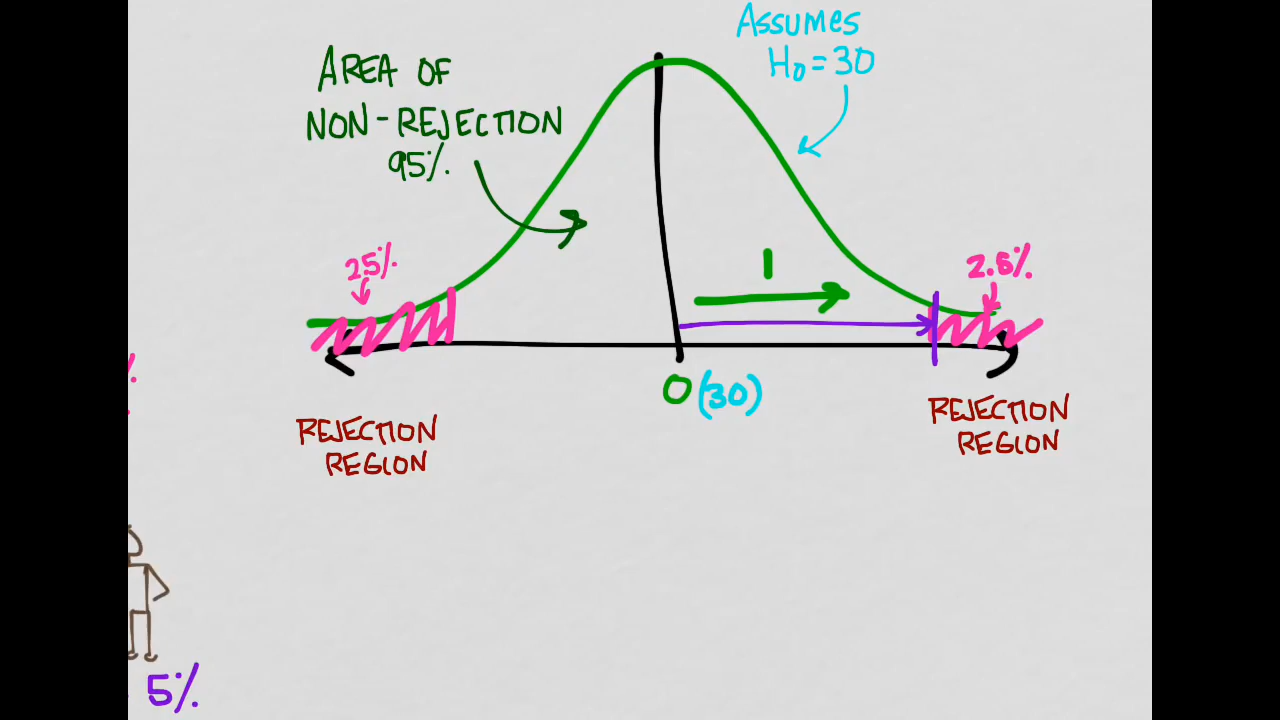 ASSUMES
H0 = 30
AREA OF
NON-REJECTION
95%
25%
2.5%
1
0 (30)
REJECTION
REGION
REJECTION
REGION
5%